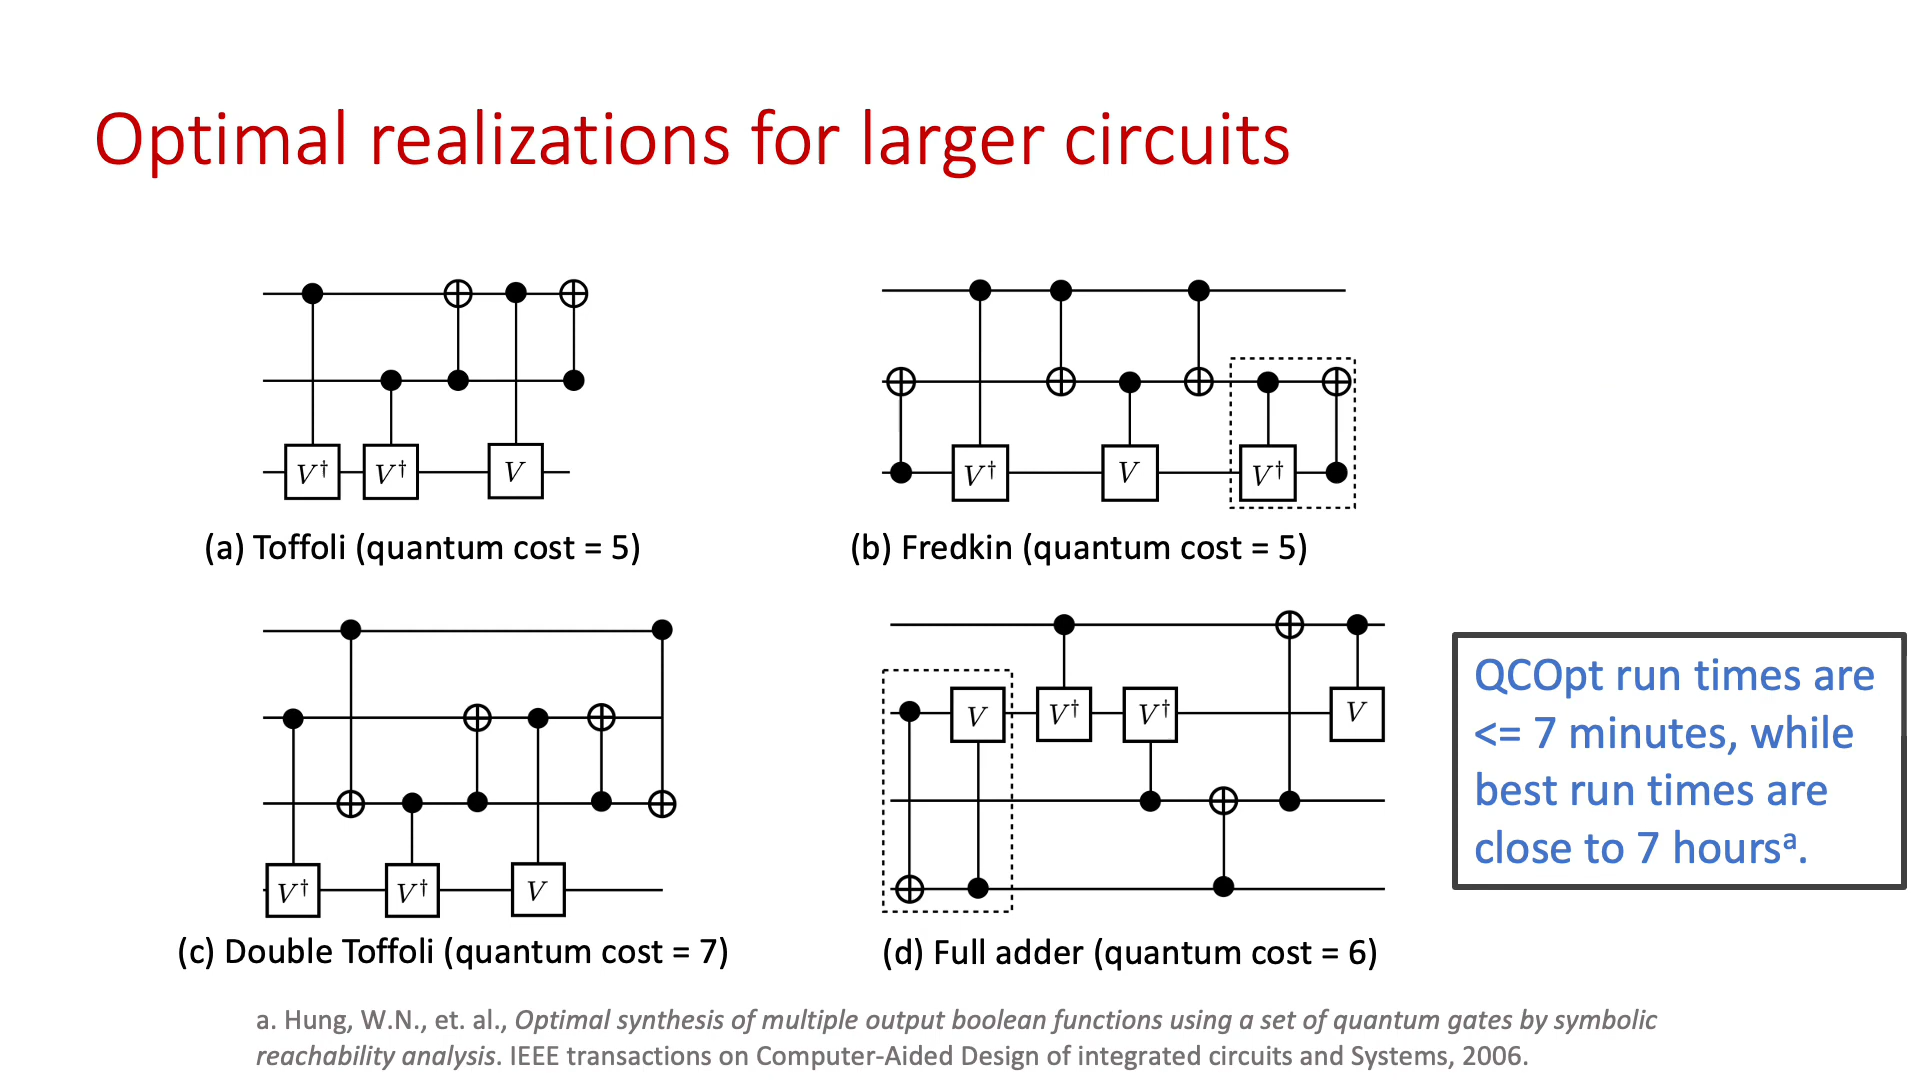 Optimal realizations for larger circuits
V†
V†
V
(a) Toffoli (quantum cost = 5)
V†
V
V†
(b) Fredkin (quantum cost = 5)
V†
V†
V
(c) Double Toffoli (quantum cost = 7)
V
V†
V†
V
(d) Full adder (quantum cost = 6)
QCOpt run times are
<= 7 minutes, while
best run times are
close to 7 hoursᵃ.
a. Hung, W.N., et. al., Optimal synthesis of multiple output boolean functions using a set of quantum gates by symbolic
reachability analysis. IEEE transactions on Computer-Aided Design of integrated circuits and Systems, 2006.